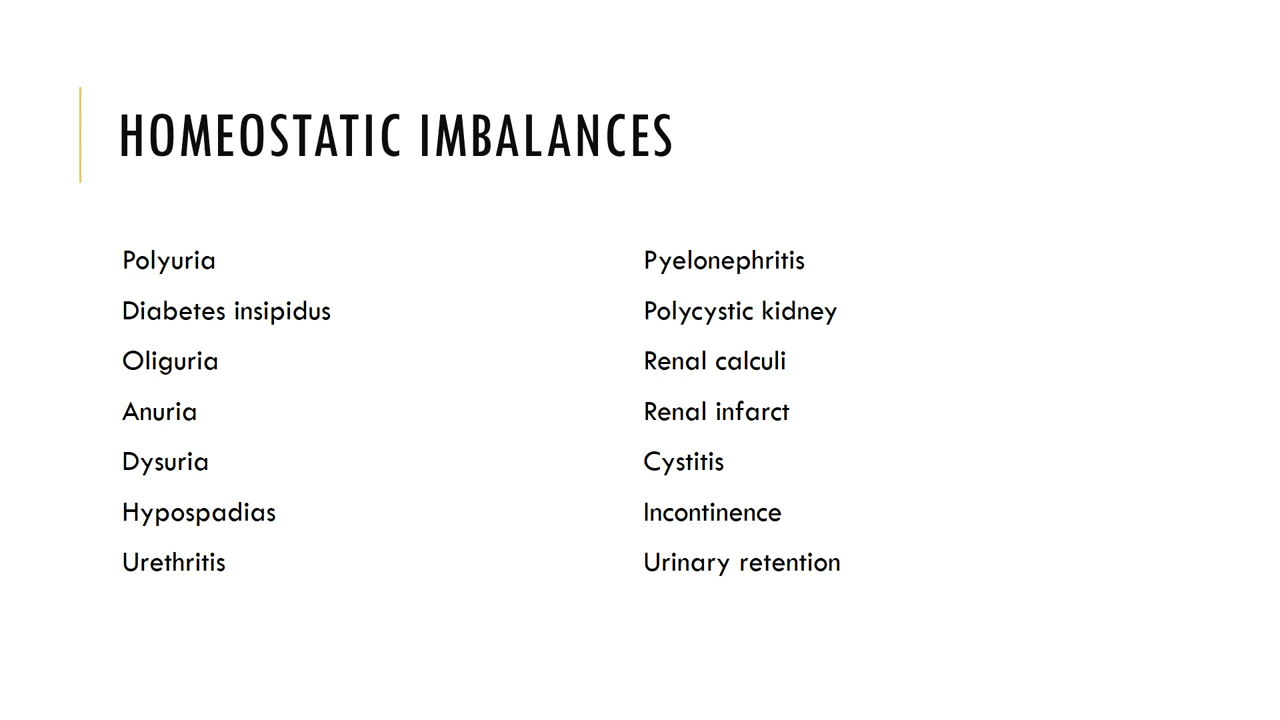 HOMEOSTATIC IMBALANCES
Polyuria
Diabetes insipidus
Oliguria
Anuria
Dysuria
Hypospadias
Urethritis
Pyelonephritis
Polycystic kidney
Renal calculi
Renal infarct
Cystitis
Incontinence
Urinary retention